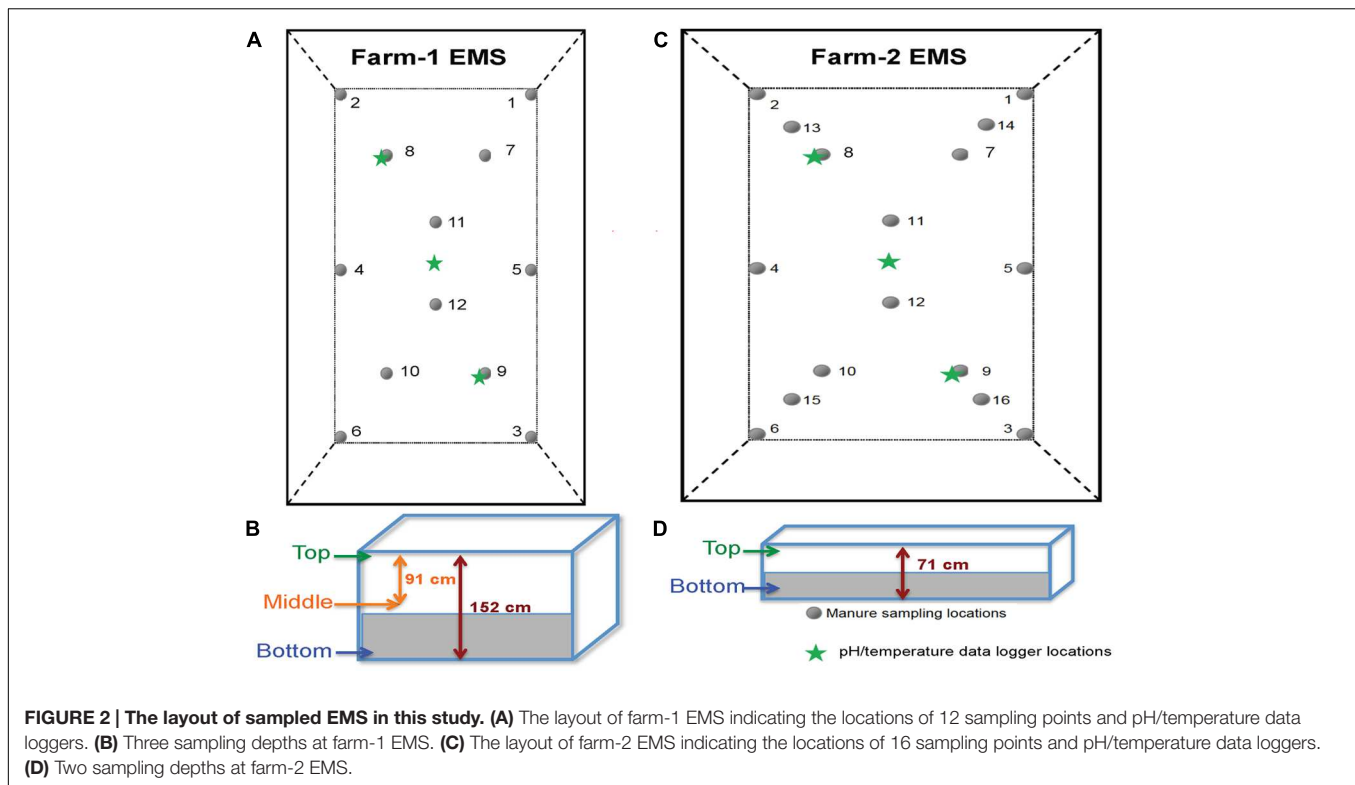 A
Farm-1 EMS
2
1
8
7
11
4
5
12
10
9
6
3
C
Farm-2 EMS
2
1
13
14
8
7
11
4
5
12
10
9
15
16
6
3
B
Top
91 cm
Middle
152 cm
Bottom
D
Top
71 cm
Bottom
Manure sampling locations
pH/temperature data logger locations
FIGURE 2 | The layout of sampled EMS in this study. (A) The layout of farm-1 EMS indicating the locations of 12 sampling points and pH/temperature data
loggers. (B) Three sampling depths at farm-1 EMS. (C) The layout of farm-2 EMS indicating the locations of 16 sampling points and pH/temperature data loggers.
(D) Two sampling depths at farm-2 EMS.